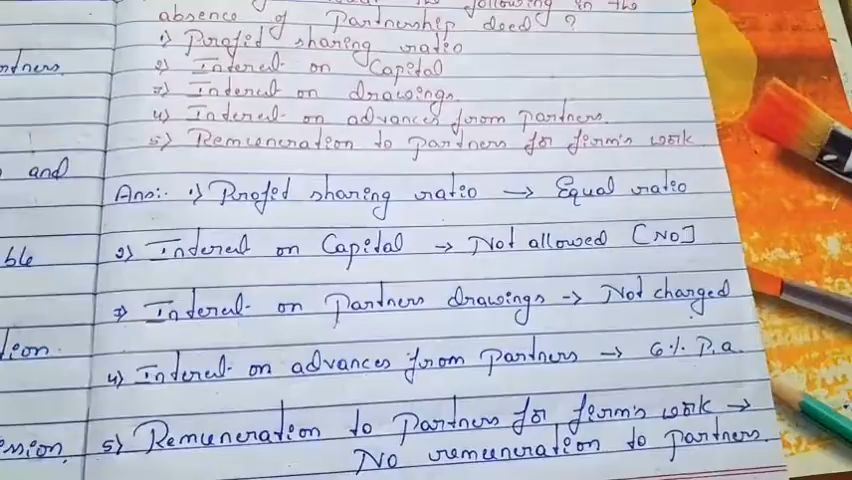 following in the
absence of Partnership deed ?
1) Profit sharing ratio
2) Interest on Capital
3) Interest on drawings.
4) Interest on advances from partners.
5) Remuneration to partners for firm's work
Ans:- 1) Profit sharing ratio → Equal ratio
2) Interest on Capital → Not allowed [NO]
3) Interest on Partners drawings → Not charged
4) Interest on advances from Partners → 6% P.a.
5) Remuneration to Partners for firm's work →
No remuneration to partners.
and